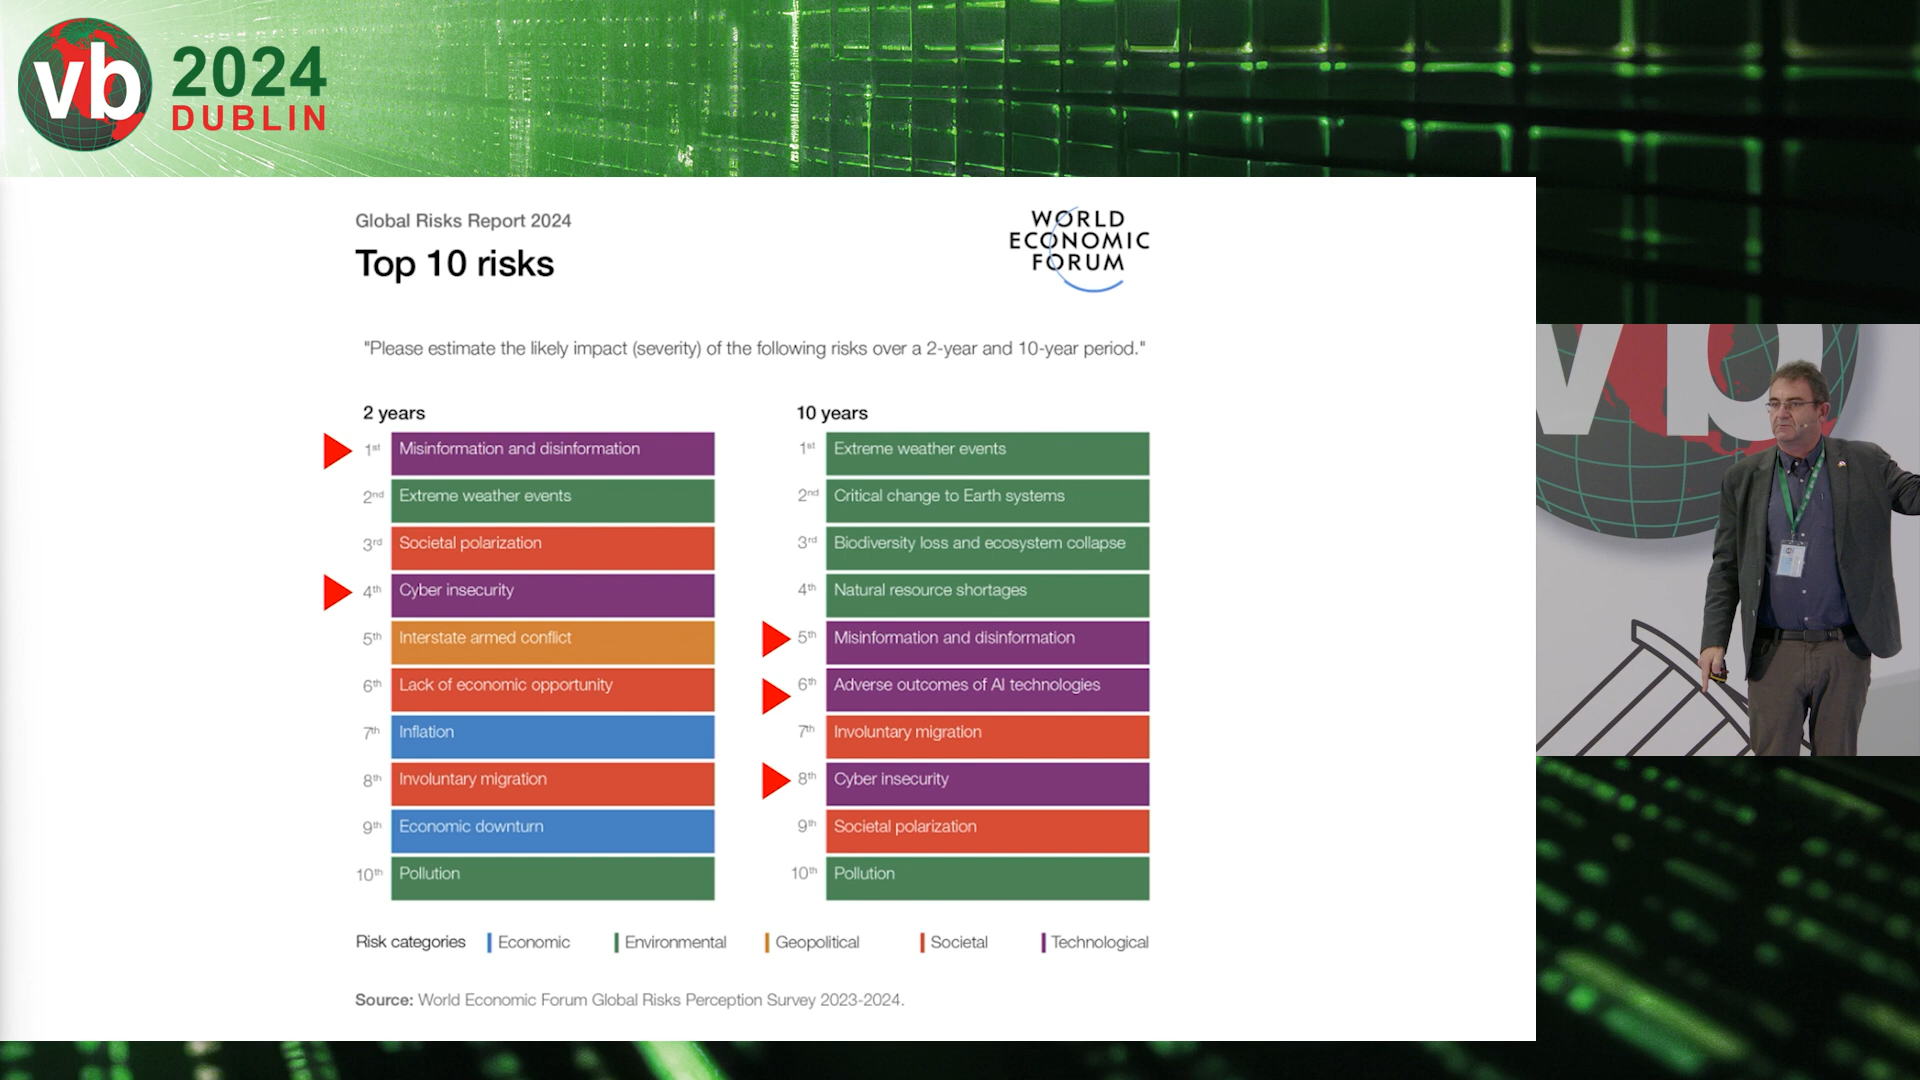 vb 2024
DUBLIN
Global Risks Report 2024
Top 10 risks
WORLD
ECONOMIC
FORUM
"Please estimate the likely impact (severity) of the following risks over a 2-year and 10-year period."
2 years
1st Misinformation and disinformation
2nd Extreme weather events
3rd Societal polarization
4th Cyber insecurity
5th Interstate armed conflict
6th Lack of economic opportunity
7th Inflation
8th Involuntary migration
9th Economic downturn
10th Pollution
10 years
1st Extreme weather events
2nd Critical change to Earth systems
3rd Biodiversity loss and ecosystem collapse
4th Natural resource shortages
5th Misinformation and disinformation
6th Adverse outcomes of AI technologies
7th Involuntary migration
8th Cyber insecurity
9th Societal polarization
10th Pollution
Risk categories Economic Environmental Geopolitical Societal Technological
Source: World Economic Forum Global Risks Perception Survey 2023-2024.
vb